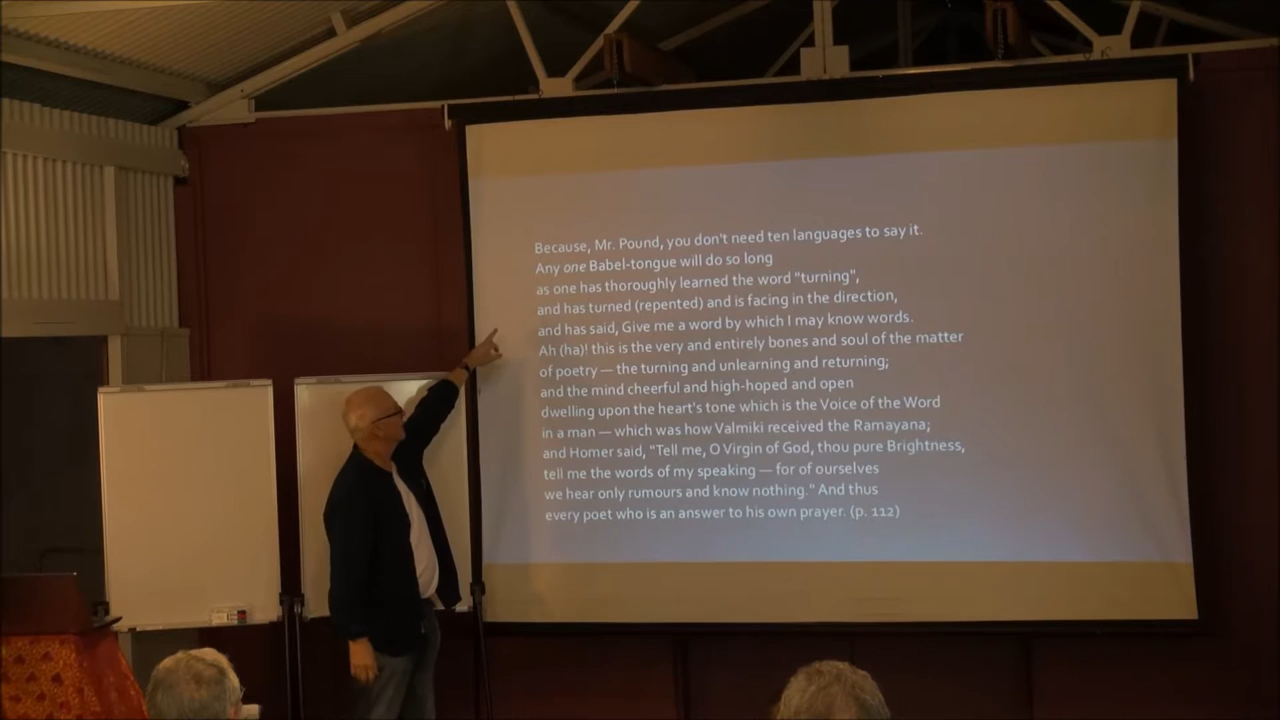 Because, Mr. Pound, you don't need ten languages to say it.
Any one Babel-tongue will do so long
as one has thoroughly learned the word "turning",
and has turned (repented) and is facing in the direction,
and has said, Give me a word by which I may know words.
Ah (ha)! this is the very and entirely bones and soul of the matter
of poetry — the turning and unlearning and returning;
and the mind cheerful and high-hoped and open
dwelling upon the heart's tone which is the Voice of the Word
in a man — which was how Valmiki received the Ramayana;
and Homer said, "Tell me, O Virgin of God, thou pure Brightness,
tell me the words of my speaking — for of ourselves
we hear only rumours and know nothing." And thus
every poet who is an answer to his own prayer. (p. 112)